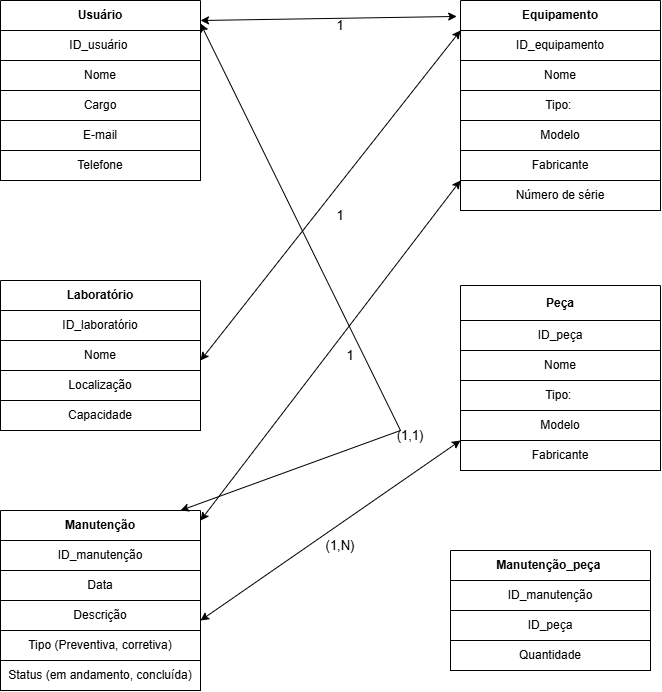 Usuário
ID_usuário
Nome
Cargo
E-mail
Telefone
1
Equipamento
ID_equipamento
Nome
Tipo:
Modelo
Fabricante
Número de série
1
Laboratório
ID_laboratório
Nome
Localização
Capacidade
1
Peça
ID_peça
Nome
Tipo:
Modelo
Fabricante
(1,1)
Manutenção
ID_manutenção
Data
Descrição
Tipo (Preventiva, corretiva)
Status (em andamento, concluída)
(1,N)
Manutenção_peça
ID_manutenção
ID_peça
Quantidade